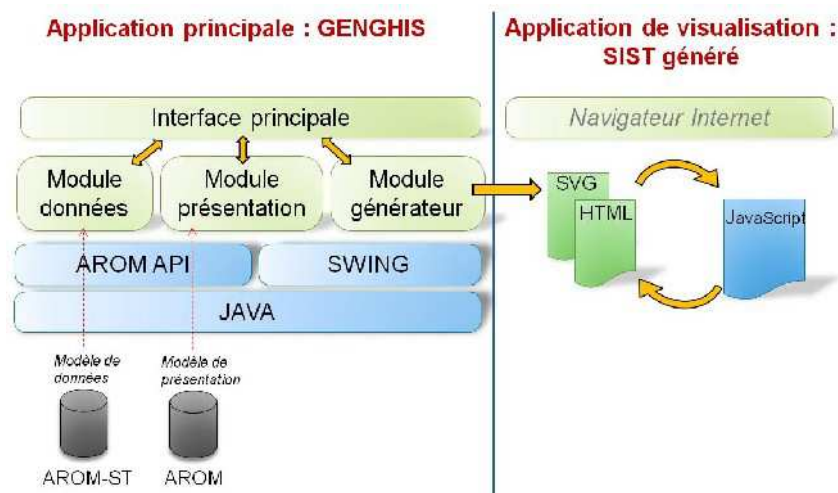 Application principale : GENGHIS
Application de visualisation :
SIST généré
Interface principale
Navigateur Internet
Module
données
Module
présentation
Module
générateur
SVG
HTML
JavaScript
AROM API
SWING
JAVA
Modèle de
données
Modèle de
présentation
AROM-ST
AROM